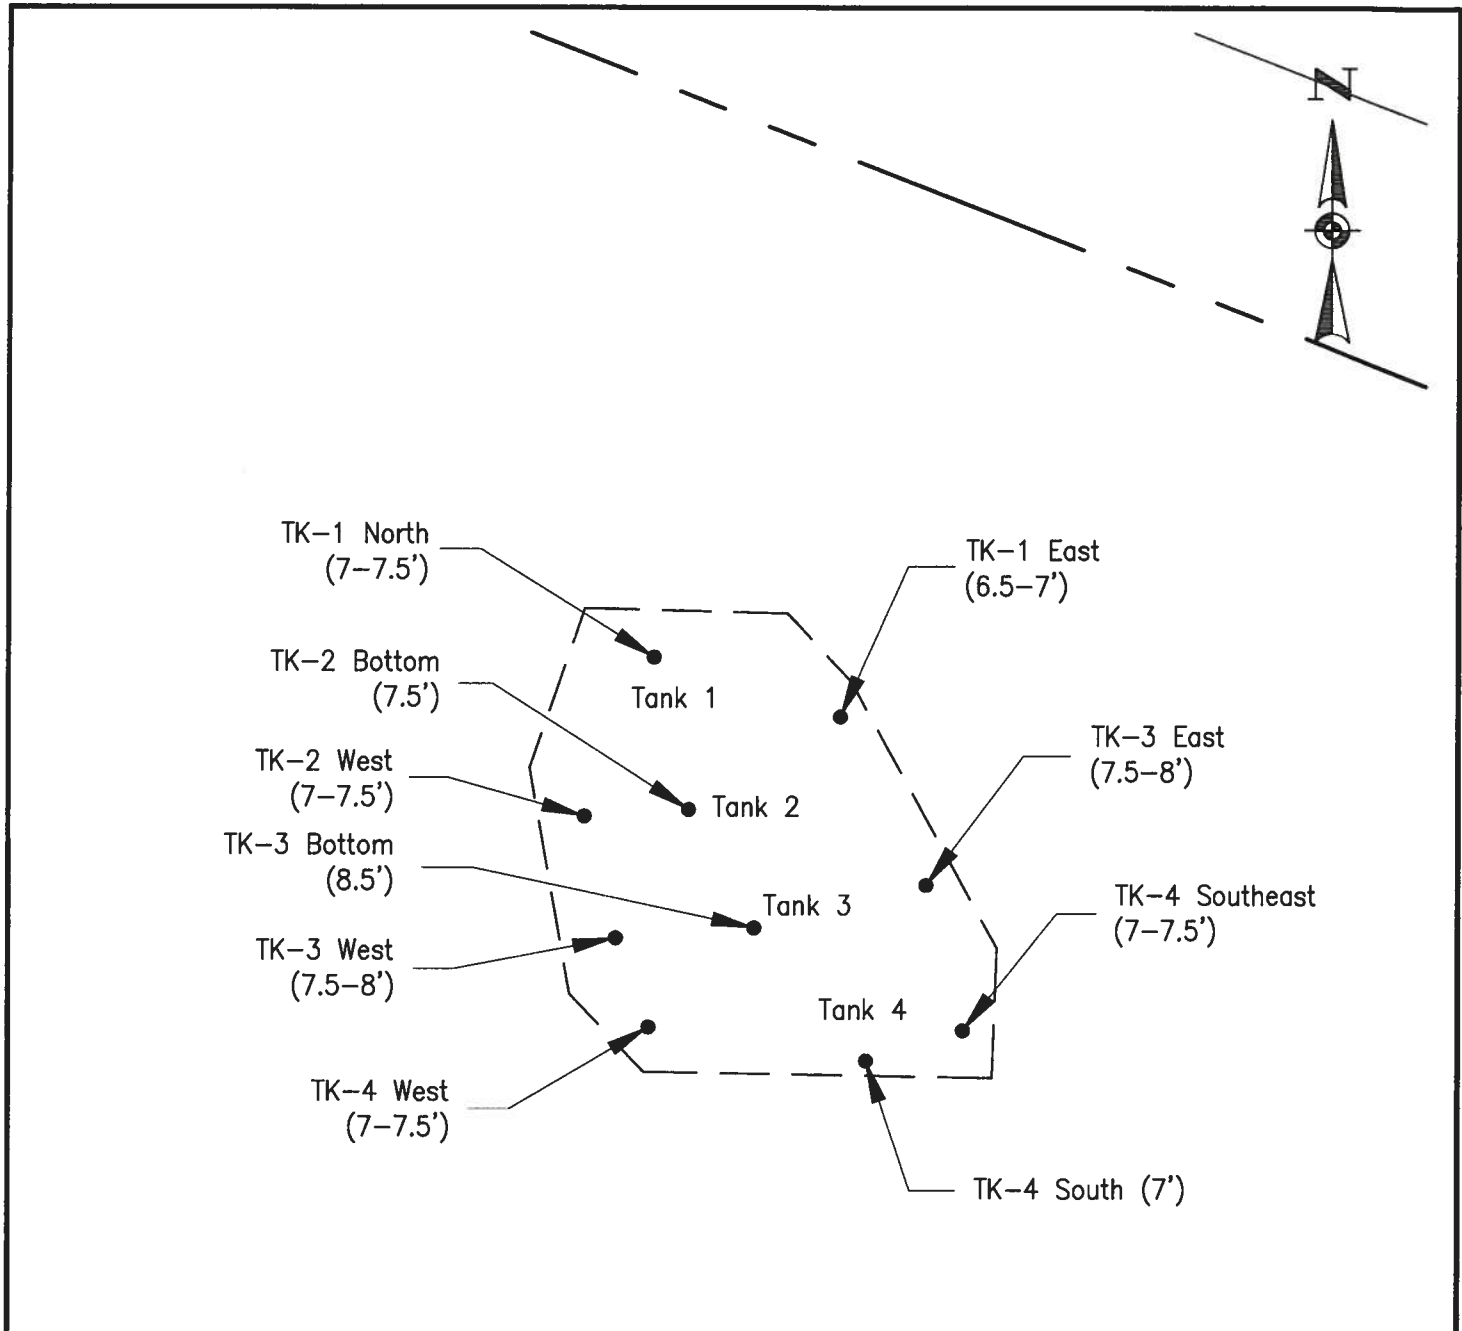 N
TK-1 North
(7-7.5')
TK-1 East
(6.5-7')
TK-2 Bottom
(7.5')
Tank 1
TK-3 East
(7.5-8')
TK-2 West
(7-7.5')
Tank 2
TK-3 Bottom
(8.5')
Tank 3
TK-4 Southeast
(7-7.5')
TK-3 West
(7.5-8')
Tank 4
TK-4 West
(7-7.5')
TK-4 South (7')